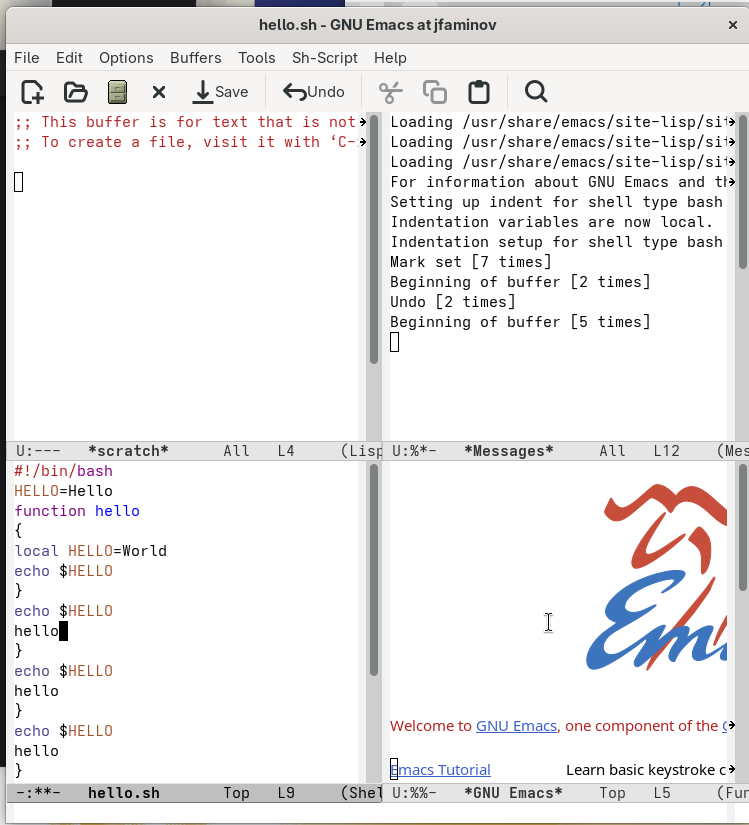 hello.sh - GNU Emacs at jfaminov
File Edit Options Buffers Tools Sh-Script Help
Save Undo
;; This buffer is for text that is not
;; To create a file, visit it with ‘C-
U:--- *scratch* All L4 (Lisp
Loading /usr/share/emacs/site-lisp/sit
Loading /usr/share/emacs/site-lisp/sit
Loading /usr/share/emacs/site-lisp/sit
For information about GNU Emacs and th
Setting up indent for shell type bash
Indentation variables are now local.
Indentation setup for shell type bash
Mark set [7 times]
Beginning of buffer [2 times]
Undo [2 times]
Beginning of buffer [5 times]
U:%*- *Messages* All L12 (Mes
#!/bin/bash
HELLO=Hello
function hello
{
local HELLO=World
echo $HELLO
}
echo $HELLO
hello
}
echo $HELLO
hello
}
echo $HELLO
hello
}
-:**- hello.sh Top L9 (Shel
Welcome to GNU Emacs, one component of the G
Emacs Tutorial Learn basic keystroke c
U:%%- *GNU Emacs* Top L5 (Fun